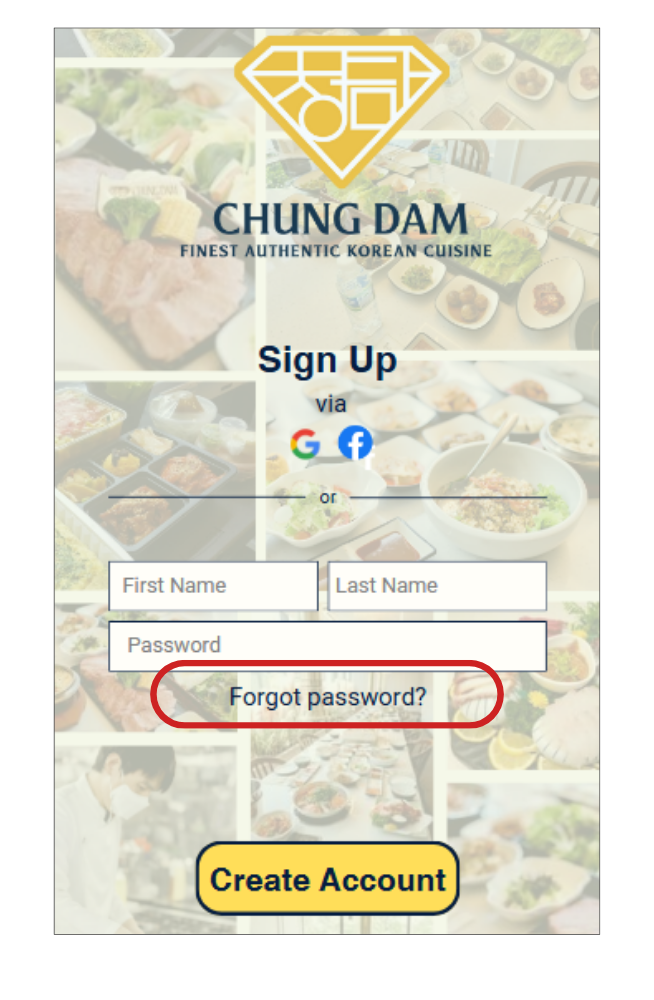 CHUNG DAM
FINEST AUTHENTIC KOREAN CUISINE
Sign Up
via
or
First Name Last Name
Password
Forgot password?
Create Account